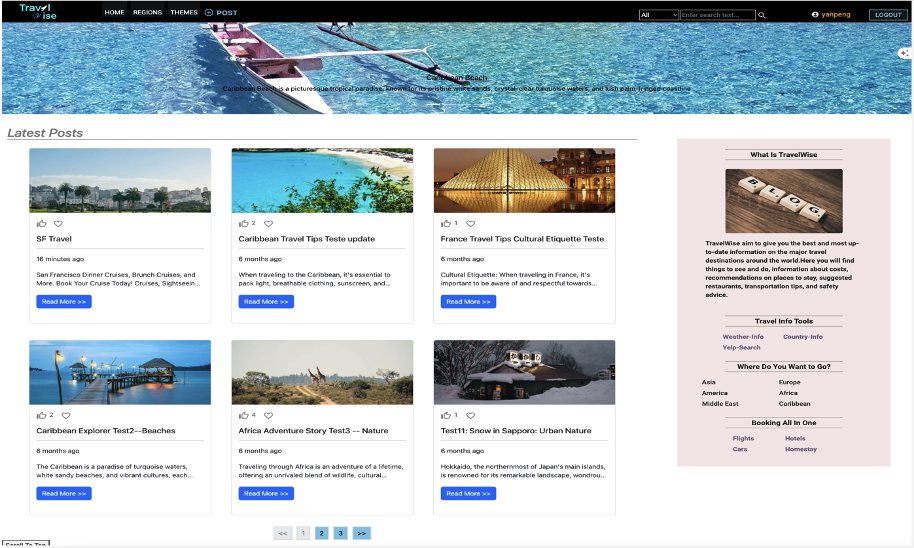 Travel
Wise
HOME
REGIONS
THEMES
POST
All
Enter search text...
yanpeng
LOGOUT
Caribbean Beach
Caribbean Beach is a picturesque tropical paradise, known for its pristine white sands, crystal-clear turquoise waters, and lush palm-fringed coastline
Latest Posts
SF Travel
16 minutes ago
San Francisco Dinner Cruises, Brunch Cruises, and
More. Book Your Cruise Today! Cruises, Sightseein...
Read More >>
2
Caribbean Travel Tips Teste update
6 months ago
When traveling to the Caribbean, it's essential to
pack light, breathable clothing, sunscreen, and...
Read More >>
1
France Travel Tips Cultural Etiquette Teste
6 months ago
Cultural Etiquette: When traveling in France, it's
important to be aware of and respectful towards...
Read More >>
2
Caribbean Explorer Test2--Beaches
6 months ago
The Caribbean is a paradise of turquoise waters,
white sandy beaches, and vibrant cultures, each...
Read More >>
4
Africa Adventure Story Test3 -- Nature
6 months ago
Traveling through Africa is an adventure of a lifetime,
offering an unrivaled blend of wildlife, cultural...
Read More >>
1
Test11: Snow in Sapporo: Urban Nature
6 months ago
Hokkaido, the northernmost of Japan's main islands,
is renowned for its remarkable landscape, wondrou...
Read More >>
<< 1 2 3 >>
Scroll To Top
What Is TravelWise
BLOG
TravelWise aim to give you the best and most up-
to-date information on the major travel
destinations around the world.Here you will find
things to see and do, information about costs,
recommendations on places to stay, suggested
restaurants, transportation tips, and safety
advice.
Travel Info Tools
Weather-Info Country-Info
Yelp-Search
Where Do You Want to Go?
Asia Europe
America Africa
Middle East Caribbean
Booking All In One
Flights Hotels
Cars Homestay